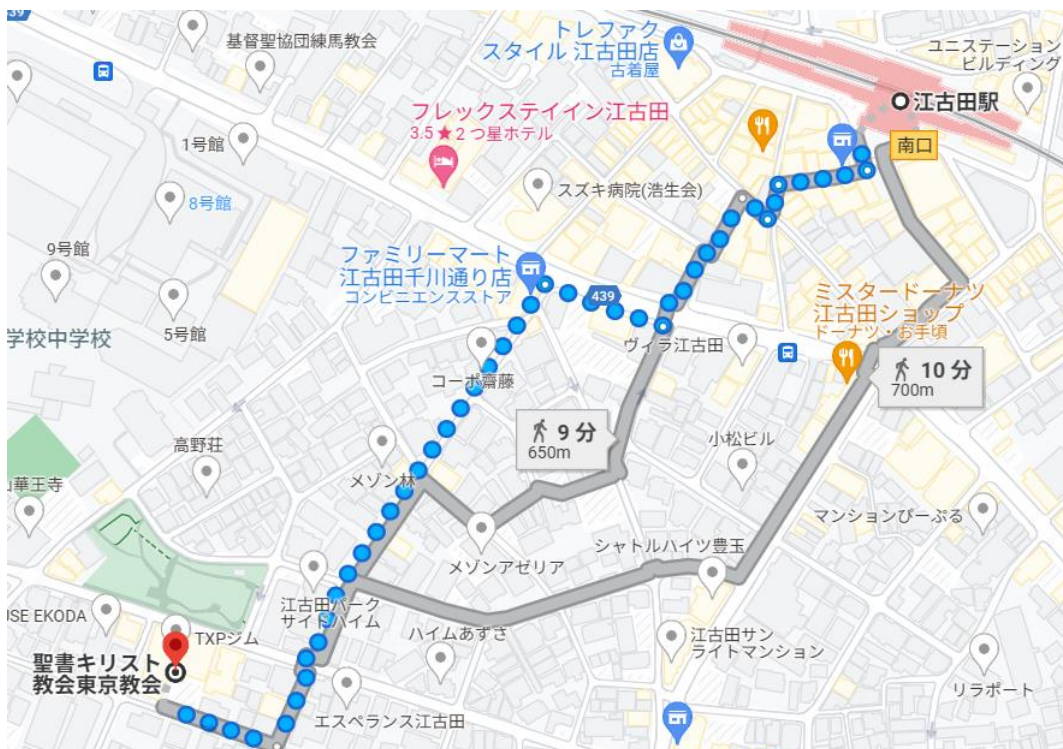 439
基督聖協団練馬教会
トレファク
スタイル 江古田店
古着屋
ユニステーション
ビルディング
江古田駅
南口
フレックステイイン江古田
3.5★2 つ星ホテル
1号館
8号館
スズキ病院(浩生会)
9号館
ファミリーマート
江古田千川通り店
コンビニエンスストア
439
5号館
学校中学校
ミスタードーナツ
江古田ショップ
ドーナツ・お手頃
ヴィラ江古田
コーポ齋藤
10 分
700m
9 分
650m
高野荘
小松ビル
メゾン林
華王寺
マンションぴーぷる
シャトルハイツ豊玉
メゾンアゼリア
江古田パーク
サイドハイム
USE EKODA
TXPジム
ハイムあずさ
江古田サン
ライトマンション
聖書キリスト
教会東京教会
リラポート
エスペランス江古田